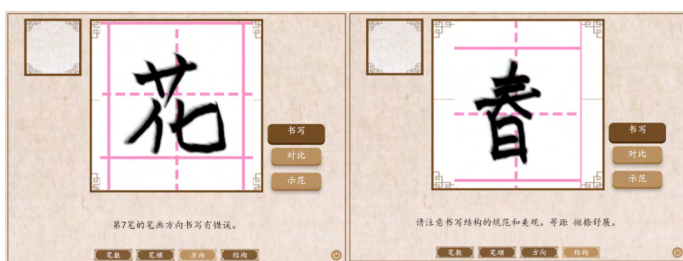 花
书写
对比
示范
第7笔的笔画方向书写有错误。
笔数 笔顺 方向 结构
春
书写
对比
示范
请注意书写结构的规范和美观。等距 撇捺舒展。
笔数 笔顺 方向 结构